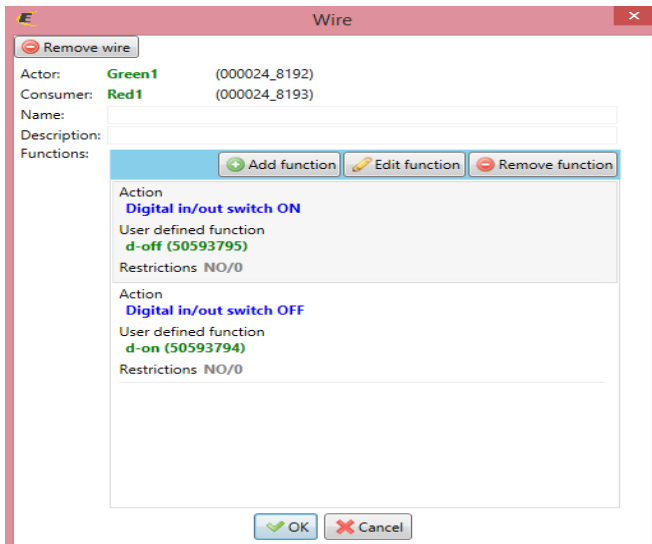 E
Wire
Remove wire
Actor: Green1 (000024_8192)
Consumer: Red1 (000024_8193)
Name:
Description:
Functions:
Add function Edit function Remove function
Action
Digital in/out switch ON
User defined function
d-off (50593795)
Restrictions NO/0
Action
Digital in/out switch OFF
User defined function
d-on (50593794)
Restrictions NO/0
OK Cancel